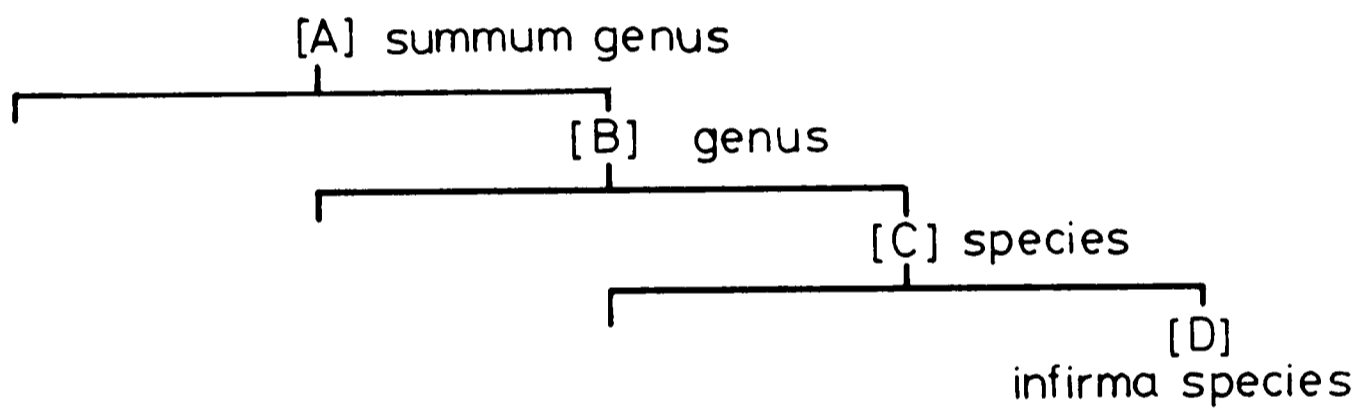 [A] summum genus
[B] genus
[C] species
[D]
infirma species